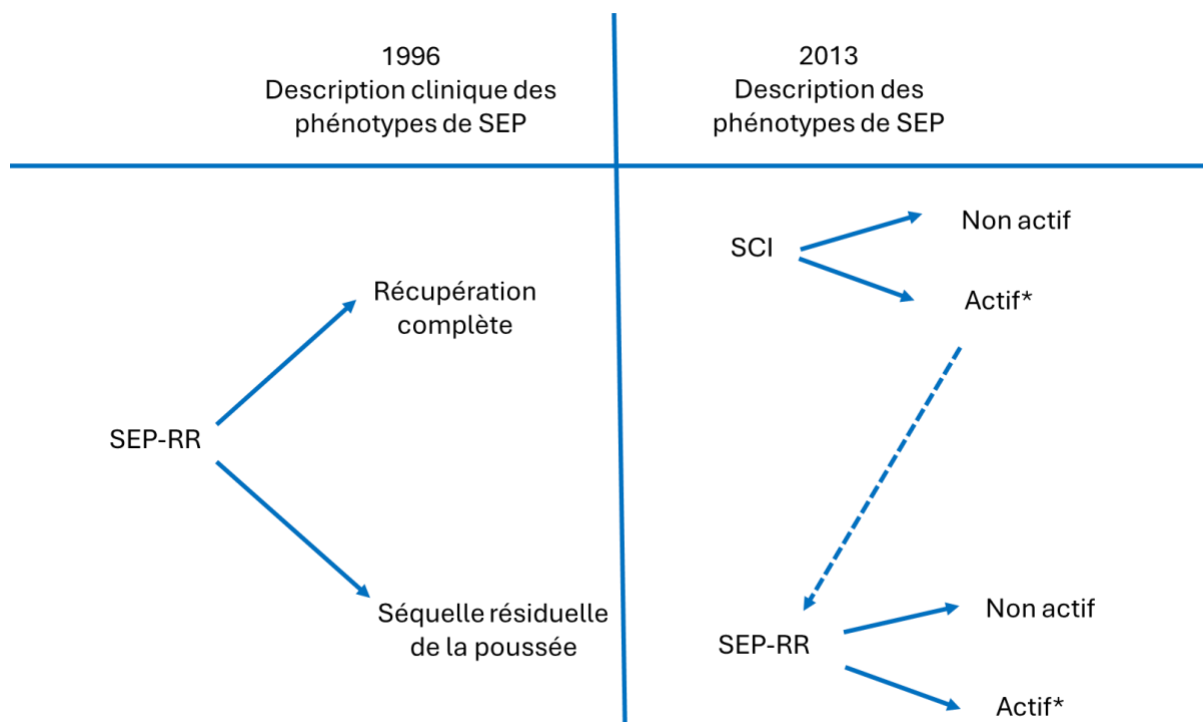 1996
Description clinique des
phénotypes de SEP
2013
Description des
phénotypes de SEP
SEP-RR
Récupération
complète
Séquelle résiduelle
de la poussée
SCI
Non actif
Actif*
SEP-RR
Non actif
Actif*